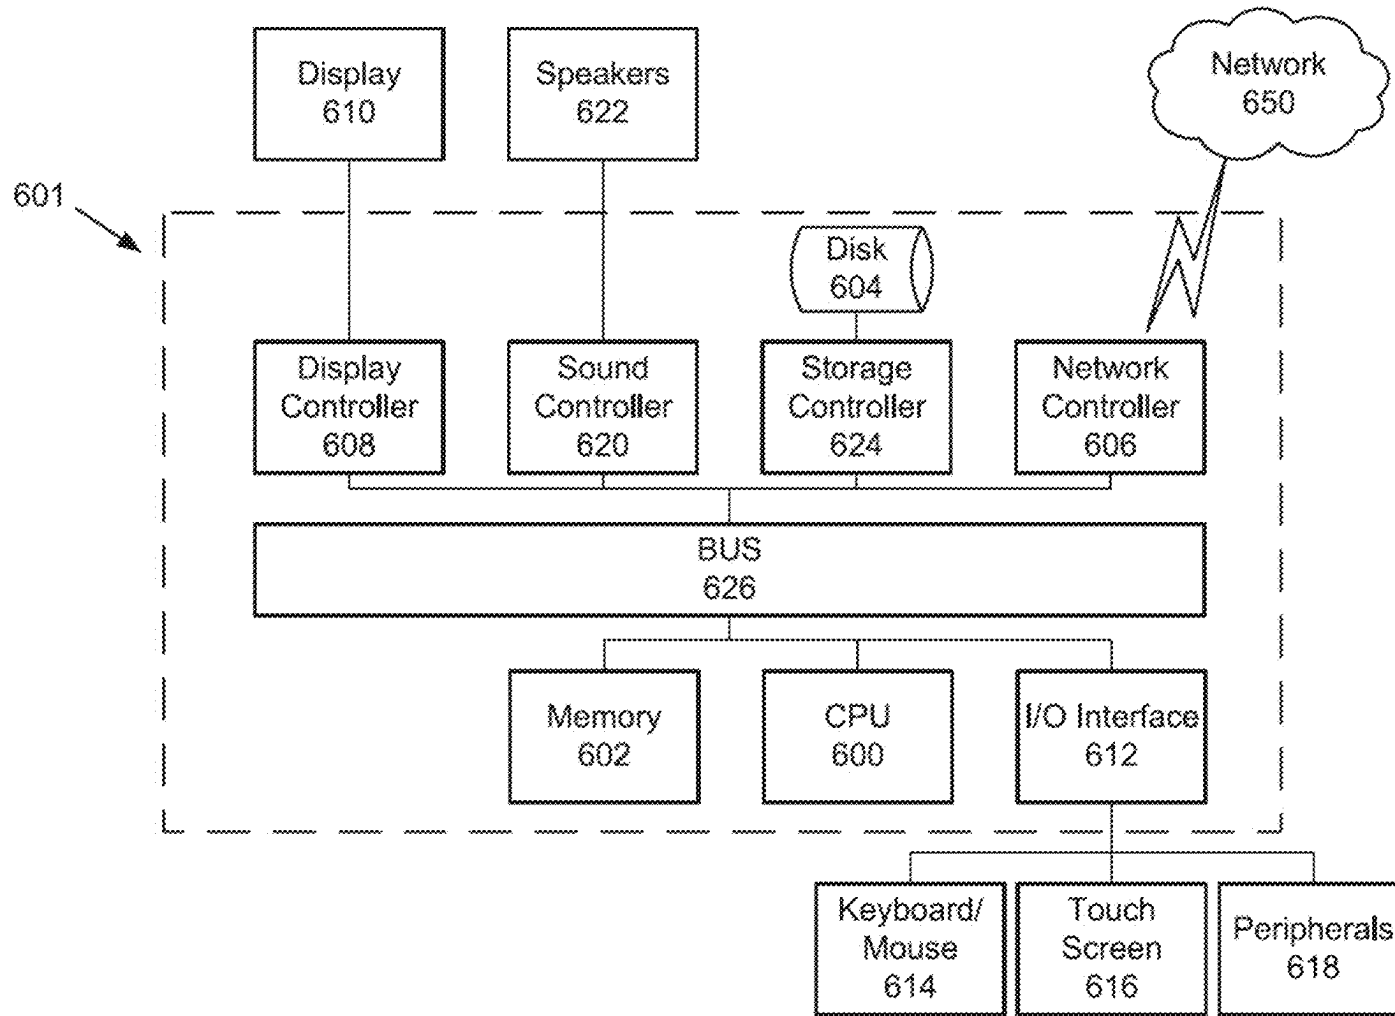 Display
610
Speakers
622
Network
650
601
Disk
604
Display
Controller
608
Sound
Controller
620
Storage
Controller
624
Network
Controller
606
BUS
626
Memory
602
CPU
600
I/O Interface
612
Keyboard/
Mouse
614
Touch
Screen
616
Peripherals
618